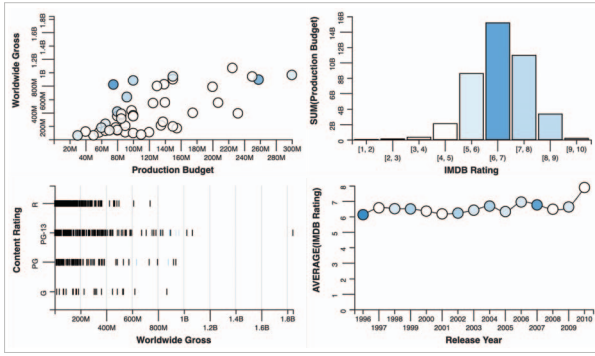 Worldwide Gross
1.8B
1.6B
1.4B
1.2B
1B
800M
600M
400M
200M
20M 60M 100M 140M 180M 220M 260M 300M
40M 80M 120M 160M 200M 240M 280M
Production Budget
SUM(Production Budget)
16B
14B
12B
10B
8B
6B
4B
2B
[1, 2) [3, 4) [5, 6) [7, 8) [9, 10)
[2, 3) [4, 5) [6, 7) [8, 9)
IMDB Rating
Content Rating
R
PG-13
PG
G
200M 600M 1B 1.4B 1.8B
400M 800M 1.2B 1.6B
Worldwide Gross
AVERAGE(IMDB Rating)
8
7
6
5
4
3
2
1
0
1996 1998 2000 2002 2004 2006 2008 2010
1997 1999 2001 2003 2005 2007 2009
Release Year